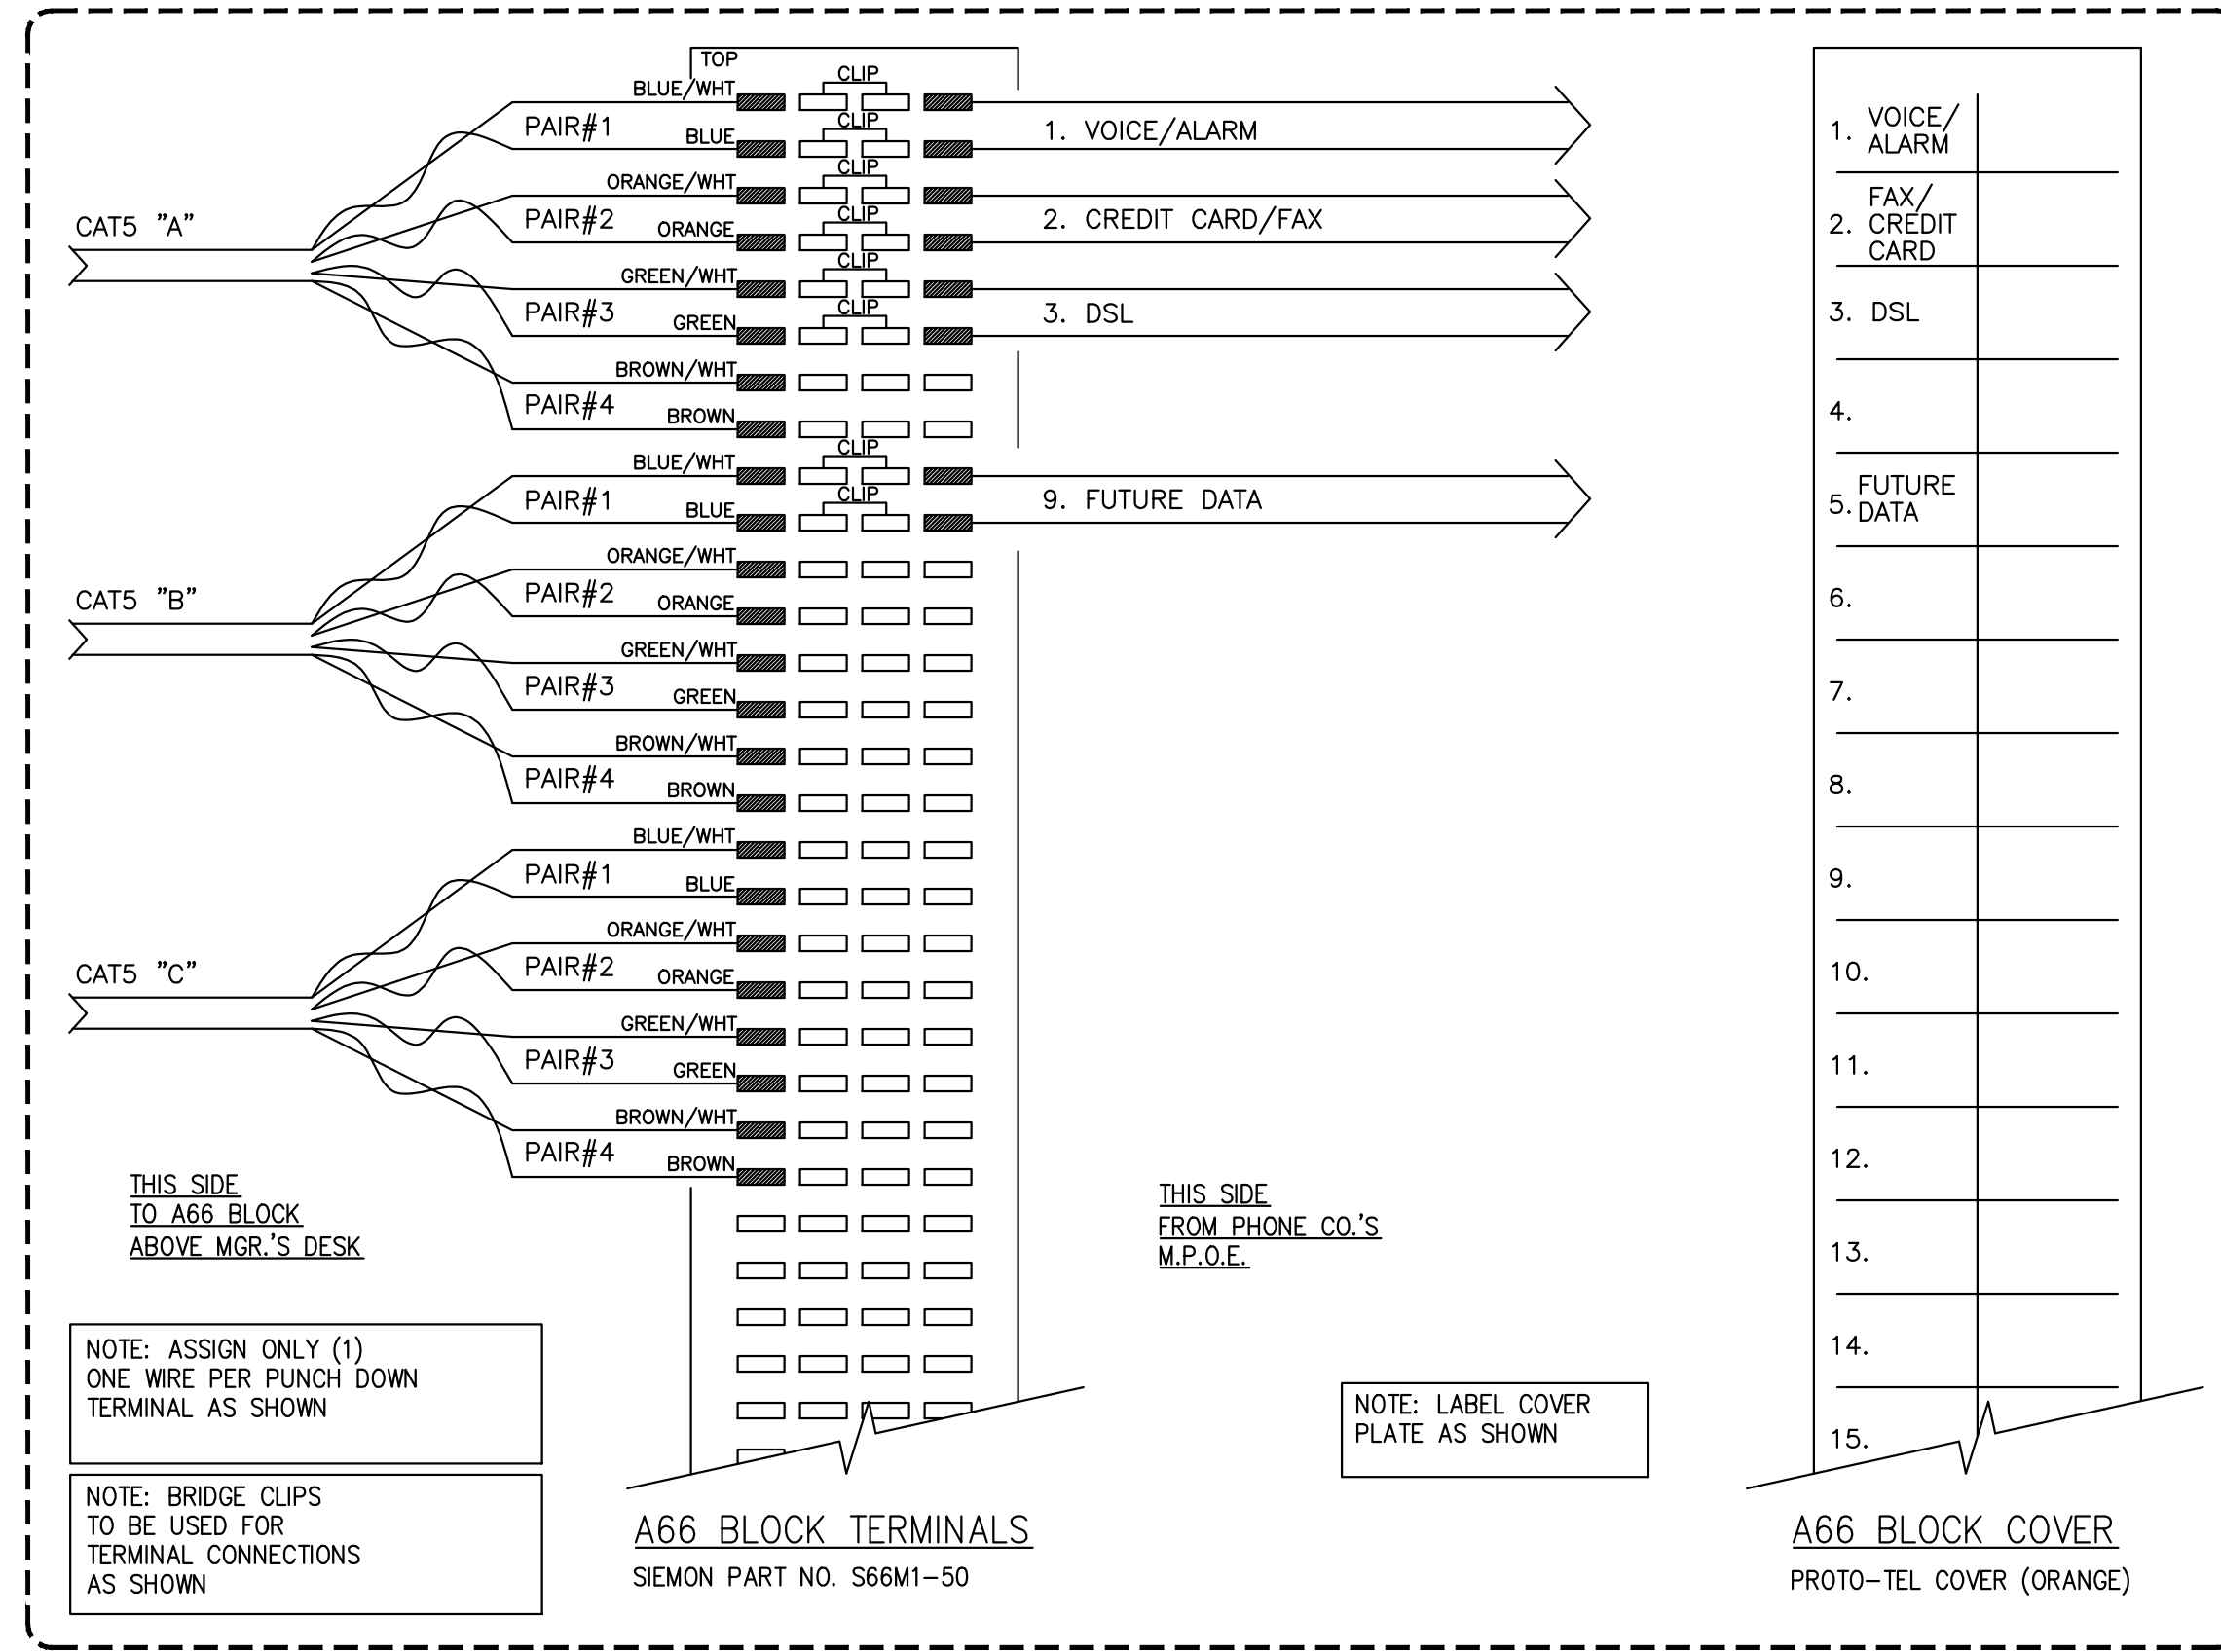 TOP
CLIP
BLUE/WHT
PAIR#1
CLIP
BLUE
1. VOICE/ALARM
CLIP
ORANGE/WHT
CAT5 "A"
PAIR#2
CLIP
ORANGE
2. CREDIT CARD/FAX
CLIP
GREEN/WHT
PAIR#3
CLIP
GREEN
3. DSL
BROWN/WHT
PAIR#4
BROWN
CLIP
BLUE/WHT
PAIR#1
CLIP
BLUE
9. FUTURE DATA
ORANGE/WHT
CAT5 "B"
PAIR#2
ORANGE
GREEN/WHT
PAIR#3
GREEN
BROWN/WHT
PAIR#4
BROWN
BLUE/WHT
PAIR#1
BLUE
ORANGE/WHT
CAT5 "C"
PAIR#2
ORANGE
GREEN/WHT
PAIR#3
GREEN
BROWN/WHT
PAIR#4
BROWN
THIS SIDE
TO A66 BLOCK
ABOVE MGR.'S DESK
THIS SIDE
FROM PHONE CO.'S
M.P.O.E.
NOTE: ASSIGN ONLY (1)
ONE WIRE PER PUNCH DOWN
TERMINAL AS SHOWN
NOTE: BRIDGE CLIPS
TO BE USED FOR
TERMINAL CONNECTIONS
AS SHOWN
A66 BLOCK TERMINALS
SIEMON PART NO. S66M1-50
NOTE: LABEL COVER
PLATE AS SHOWN
1. VOICE/
ALARM
FAX/
2. CREDIT
CARD
3. DSL
4.
5. FUTURE
DATA
6.
7.
8.
9.
10.
11.
12.
13.
14.
15.
A66 BLOCK COVER
PROTO-TEL COVER (ORANGE)